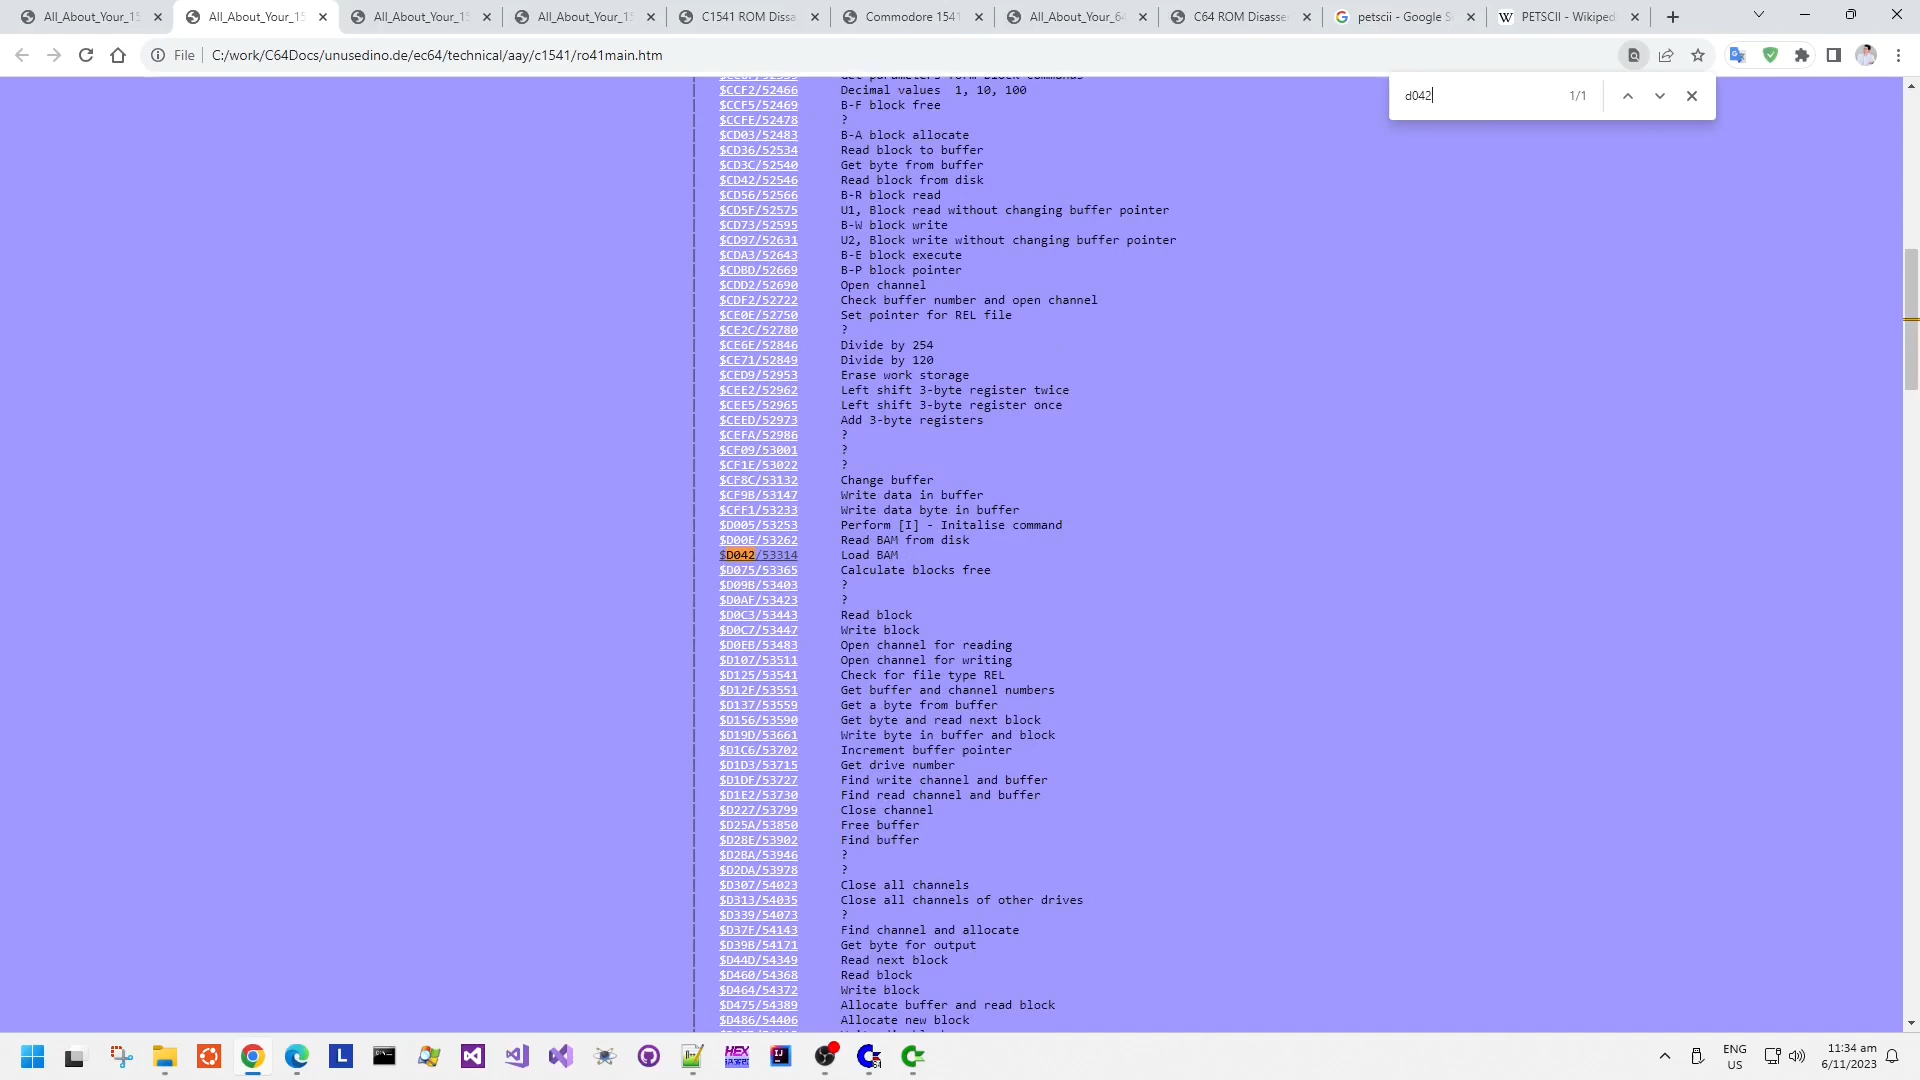 All_About_Your_15
All_About_Your_15
All_About_Your_15
All_About_Your_15
C1541 ROM Dissa
Commodore 1541
All_About_Your_64
C64 ROM Disasse
petscii - Google S
PETSCII - Wikiped
File C:/work/C64Docs/unusedino.de/ec64/technical/aay/c1541/ro41main.htm
d042 1/1
$CCF2/52466 Decimal values 1, 10, 100
$CCF5/52469 B-F block free
$CCFE/52478 ?
$CD03/52483 B-A block allocate
$CD36/52534 Read block to buffer
$CD3C/52540 Get byte from buffer
$CD42/52546 Read block from disk
$CD56/52566 B-R block read
$CD5F/52575 U1, Block read without changing buffer pointer
$CD73/52595 B-W block write
$CD97/52631 U2, Block write without changing buffer pointer
$CDA3/52643 B-E block execute
$CDBD/52669 B-P block pointer
$CDD2/52690 Open channel
$CDF2/52722 Check buffer number and open channel
$CE0E/52750 Set pointer for REL file
$CE2C/52780 ?
$CE6E/52846 Divide by 254
$CE71/52849 Divide by 120
$CED9/52953 Erase work storage
$CEE2/52962 Left shift 3-byte register twice
$CEE5/52965 Left shift 3-byte register once
$CEED/52973 Add 3-byte registers
$CEFA/52986 ?
$CF09/53001 ?
$CF1E/53022 ?
$CF8C/53132 Change buffer
$CF9B/53147 Write data in buffer
$CFF1/53233 Write data byte in buffer
$D005/53253 Perform [I] - Initalise command
$D00E/53262 Read BAM from disk
$D042/53314 Load BAM
$D075/53365 Calculate blocks free
$D09B/53403 ?
$D0AF/53423 ?
$D0C3/53443 Read block
$D0C7/53447 Write block
$D0EB/53483 Open channel for reading
$D107/53511 Open channel for writing
$D125/53541 Check for file type REL
$D12F/53551 Get buffer and channel numbers
$D137/53559 Get a byte from buffer
$D156/53590 Get byte and read next block
$D19D/53661 Write byte in buffer and block
$D1C6/53702 Increment buffer pointer
$D1D3/53715 Get drive number
$D1DF/53727 Find write channel and buffer
$D1E2/53730 Find read channel and buffer
$D227/53799 Close channel
$D25A/53850 Free buffer
$D28E/53902 Find buffer
$D2BA/53946 ?
$D2DA/53978 ?
$D307/54023 Close all channels
$D313/54035 Close all channels of other drives
$D339/54073 ?
$D37F/54143 Find channel and allocate
$D39B/54171 Get byte for output
$D44D/54349 Read next block
$D460/54368 Read block
$D464/54372 Write block
$D475/54389 Allocate buffer and read block
$D486/54406 Allocate new block
ENG
US
11:34 am
6/11/2023